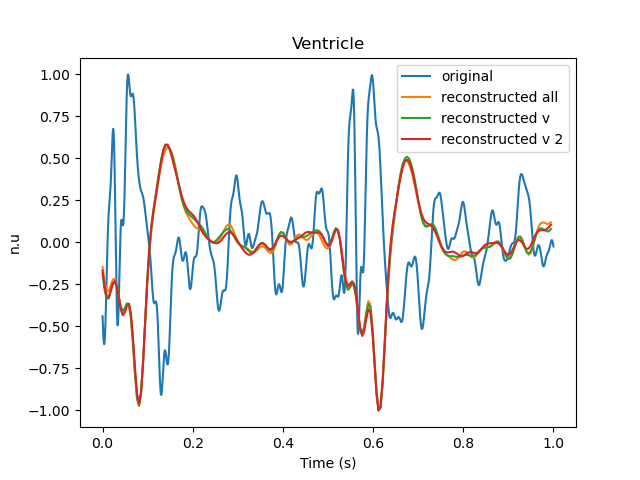 Ventricle
original
reconstructed all
reconstructed v
reconstructed v 2
n.u
1.00
0.75
0.50
0.25
0.00
−0.25
−0.50
−0.75
−1.00
0.0 0.2 0.4 0.6 0.8 1.0
Time (s)